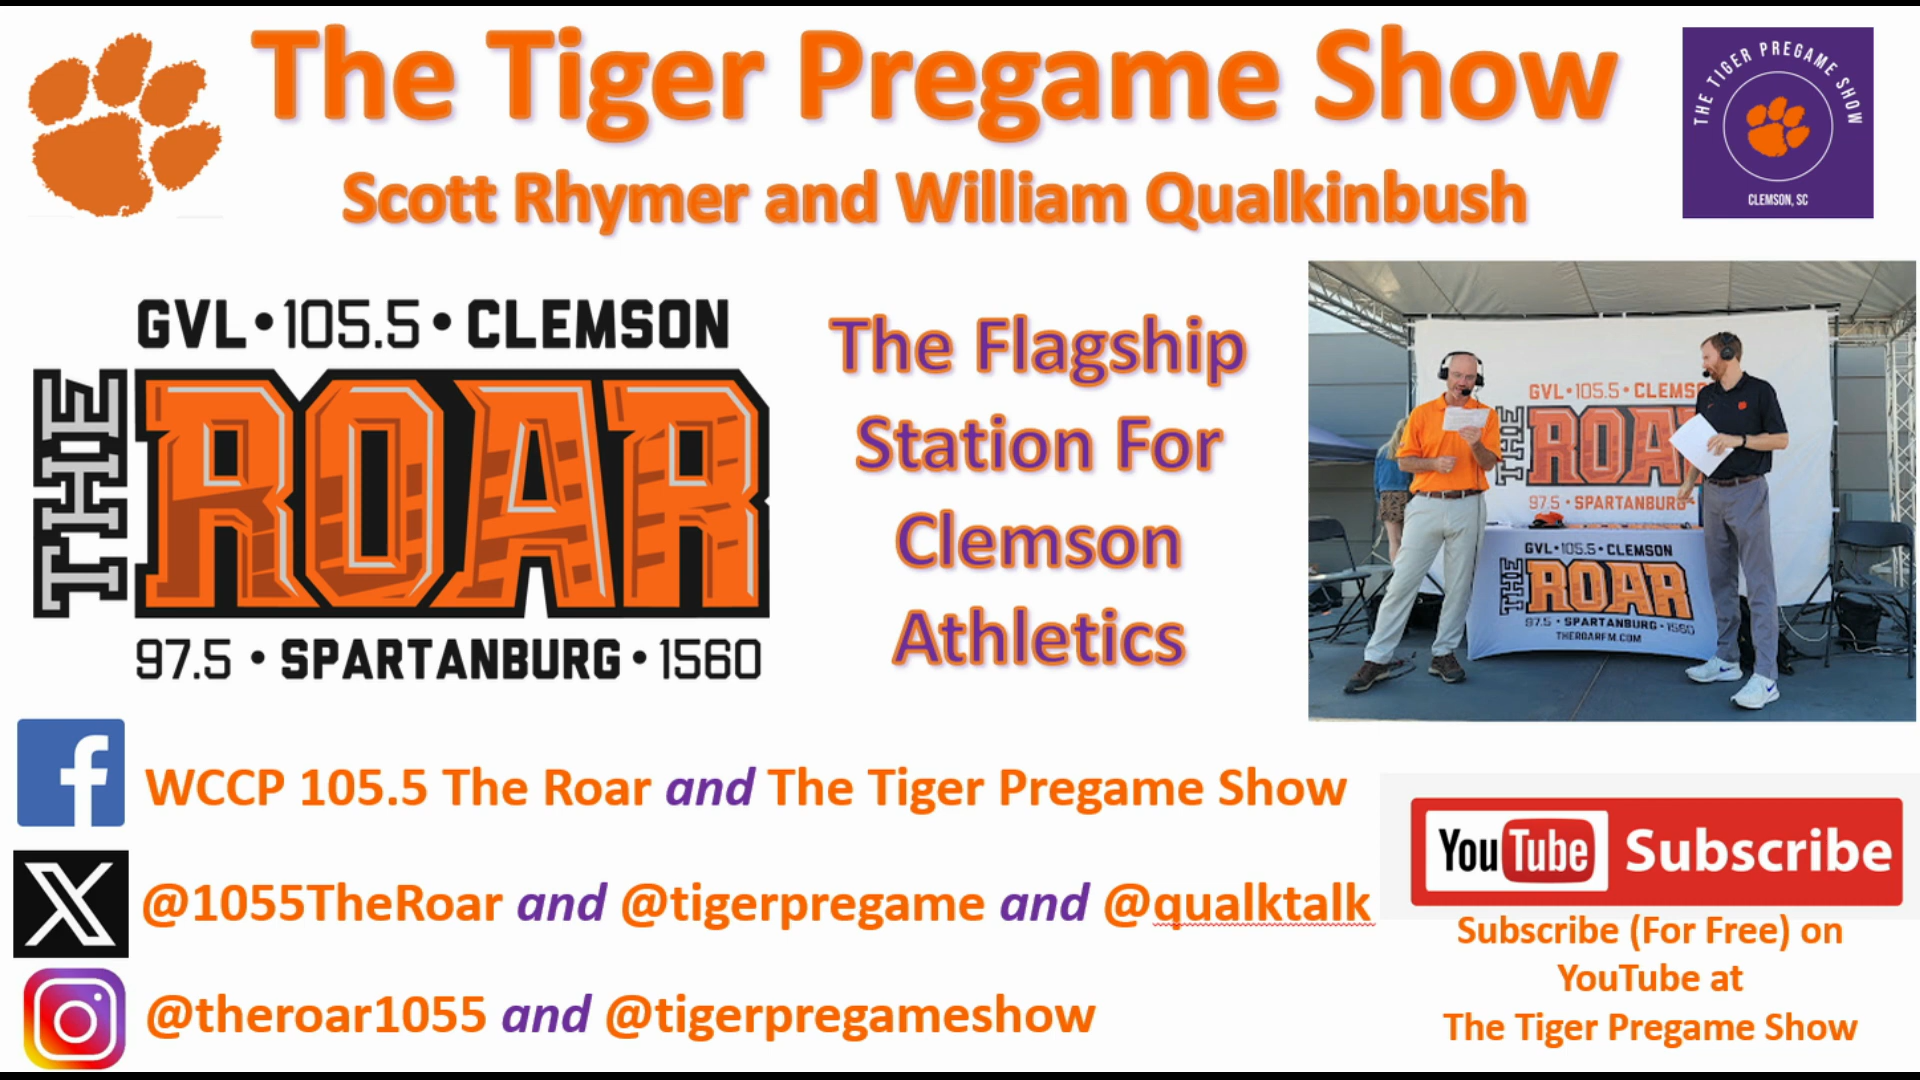 The Tiger Pregame Show
Scott Rhymer and William Qualkinbush
THE TIGER PREGAME SHOW
CLEMSON, SC
GVL • 105.5 • CLEMSON
THE ROAR
97.5 • SPARTANBURG • 1560
The Flagship
Station For
Clemson
Athletics
GVL • 105.5 • CLEMS
THE ROA
97.5 • SPARTANBURG
GVL • 105.5 • CLEMSON
THE ROAR
97.5 • SPARTANBURG • 1560
THEROARFM.COM
f WCCP 105.5 The Roar and The Tiger Pregame Show
X @1055TheRoar and @tigerpregame and @qualktalk
@theroar1055 and @tigerpregameshow
YouTube Subscribe
Subscribe (For Free) on
YouTube at
The Tiger Pregame Show